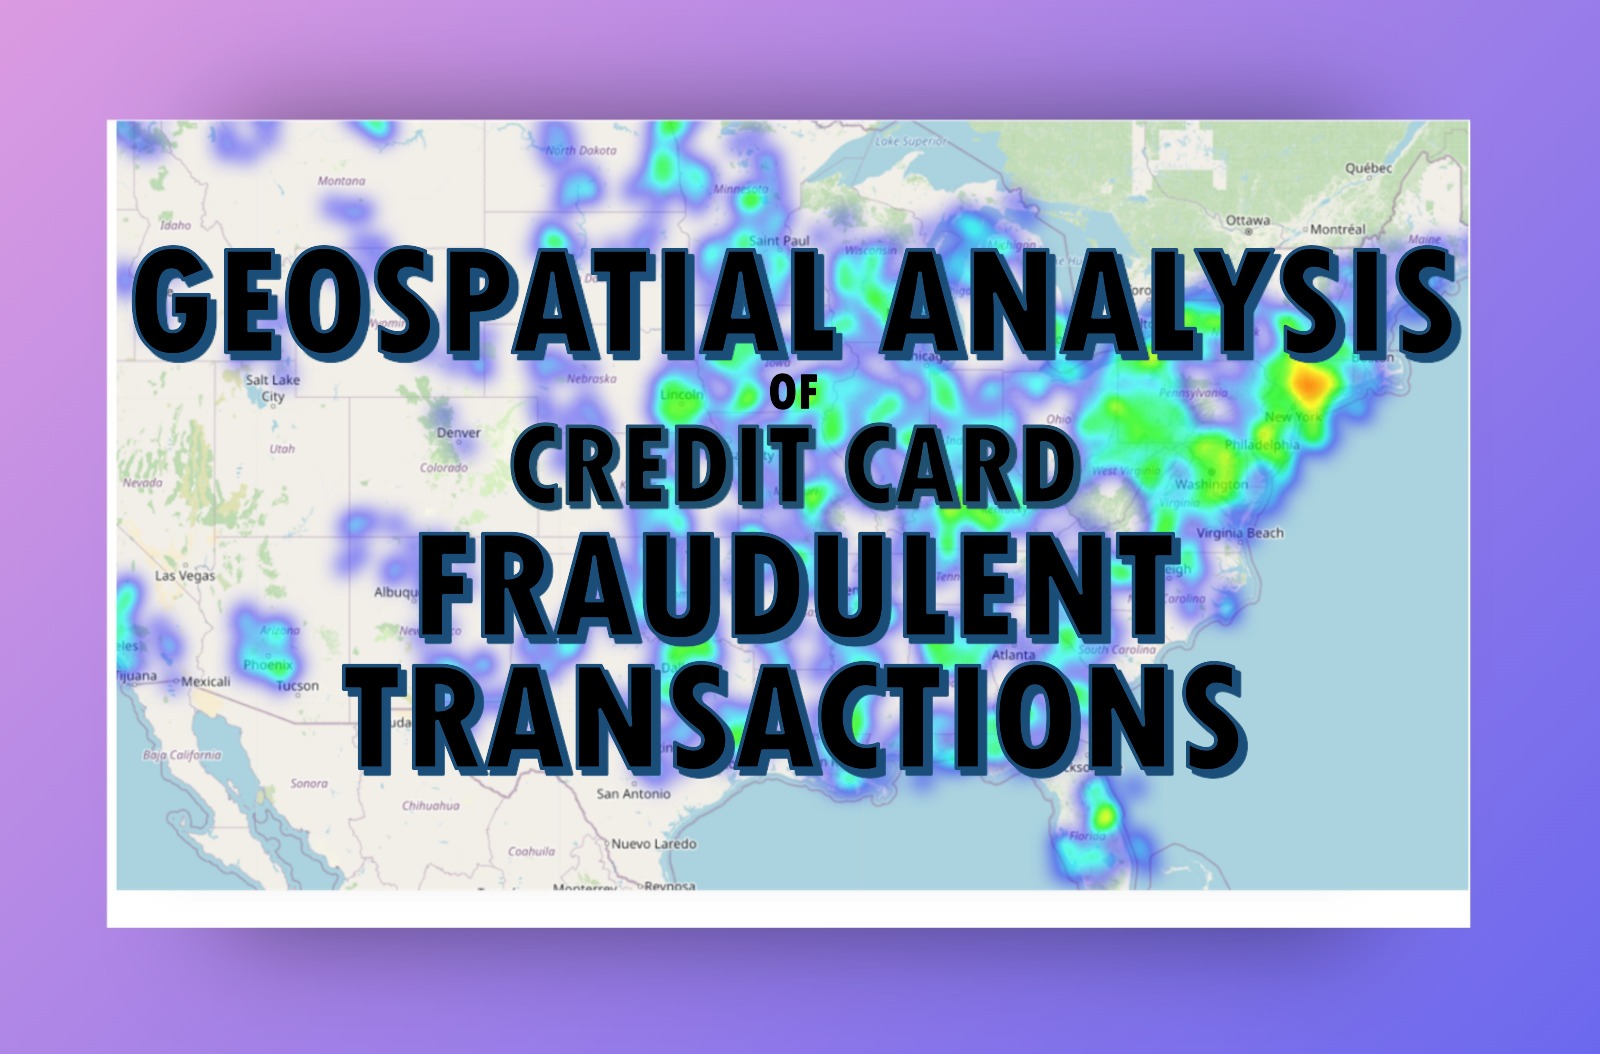 North Dakota
Lake Superior
Québec
Montana
Minnesota
Idaho
Ottawa
Montréal
Saint Paul
Wisconsin
Michigan
Maine
GEOSPATIAL ANALYSIS
Chicago
Iowa
Salt Lake
City
Nebraska
OF
Lincoln
Pennsylvania
New York
Ohio
Denver
Utah
Colorado
Philadelphia
CREDIT CARD
West Virginia
Nevada
Washington
Virginia
Virginia Beach
FRAUDULENT
Las Vegas
Arizona
Phoenix
Atlanta
South Carolina
Mexicali
Tucson
TRANSACTIONS
Baja California
Sonora
San Antonio
Chihuahua
Florida
Nuevo Laredo
Coahuila
Monterrey
Reynosa